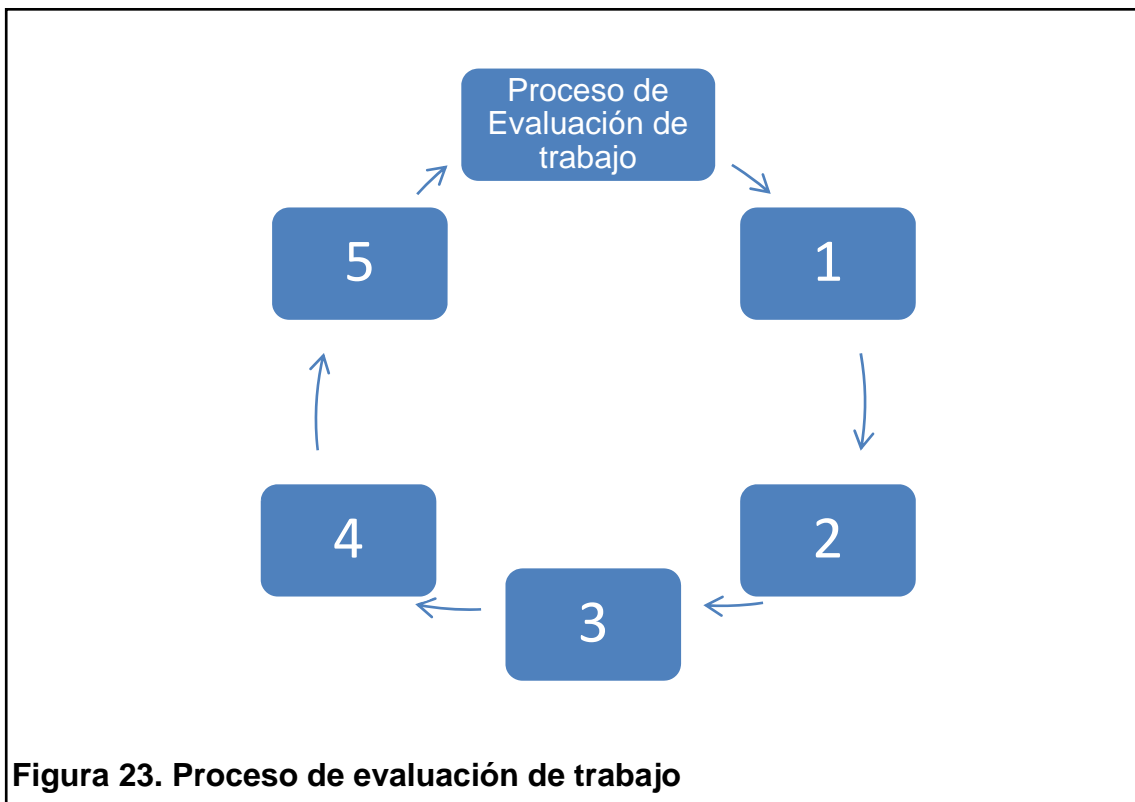 Proceso de
Evaluación de
trabajo
1
2
3
4
5
Figura 23. Proceso de evaluación de trabajo